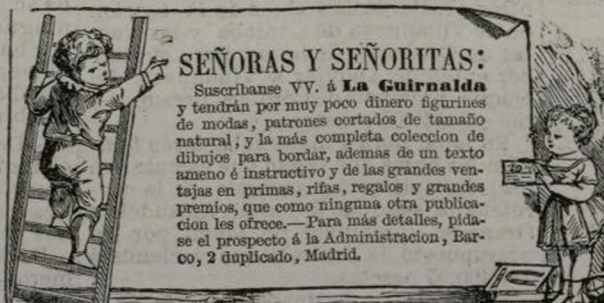 SEÑORAS Y SEÑORITAS:
Suscríbanse VV. á La Guirnalda
y tendrán por muy poco dinero figurines
de modas, patrones cortados de tamaño
natural, y la más completa coleccion de
dibujos para bordar, ademas de un texto
ameno é instructivo y de las grandes ven-
tajas en primas, rifas, regalos y grandes
premios, que como ninguna otra publica-
cion les ofrece.—Para más detalles, pída-
se el prospecto á la Administracion, Bar-
co, 2 duplicado, Madrid.